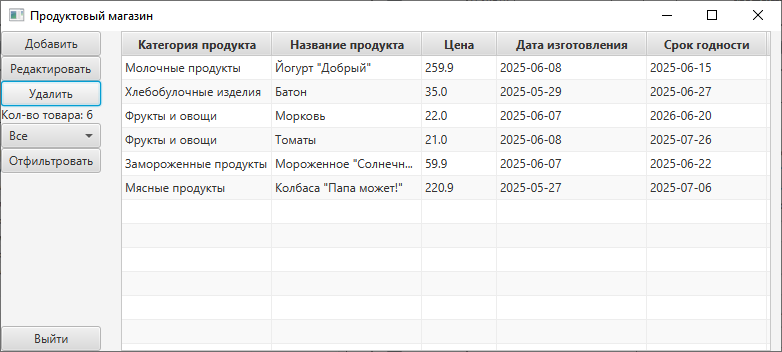 Продуктовый магазин
Добавить
Редактировать
Удалить
Кол-во товара: 6
Все
Отфильтровать
Выйти
Категория продукта Название продукта Цена Дата изготовления Срок годности
Молочные продукты Йогурт "Добрый" 259.9 2025-06-08 2025-06-15
Хлебобулочные изделия Батон 35.0 2025-05-29 2025-06-27
Фрукты и овощи Морковь 22.0 2025-06-07 2026-06-20
Фрукты и овощи Томаты 21.0 2025-06-08 2025-07-26
Замороженные продукты Мороженное "Солнечн... 59.9 2025-06-07 2025-06-22
Мясные продукты Колбаса "Папа может!" 220.9 2025-05-27 2025-07-06